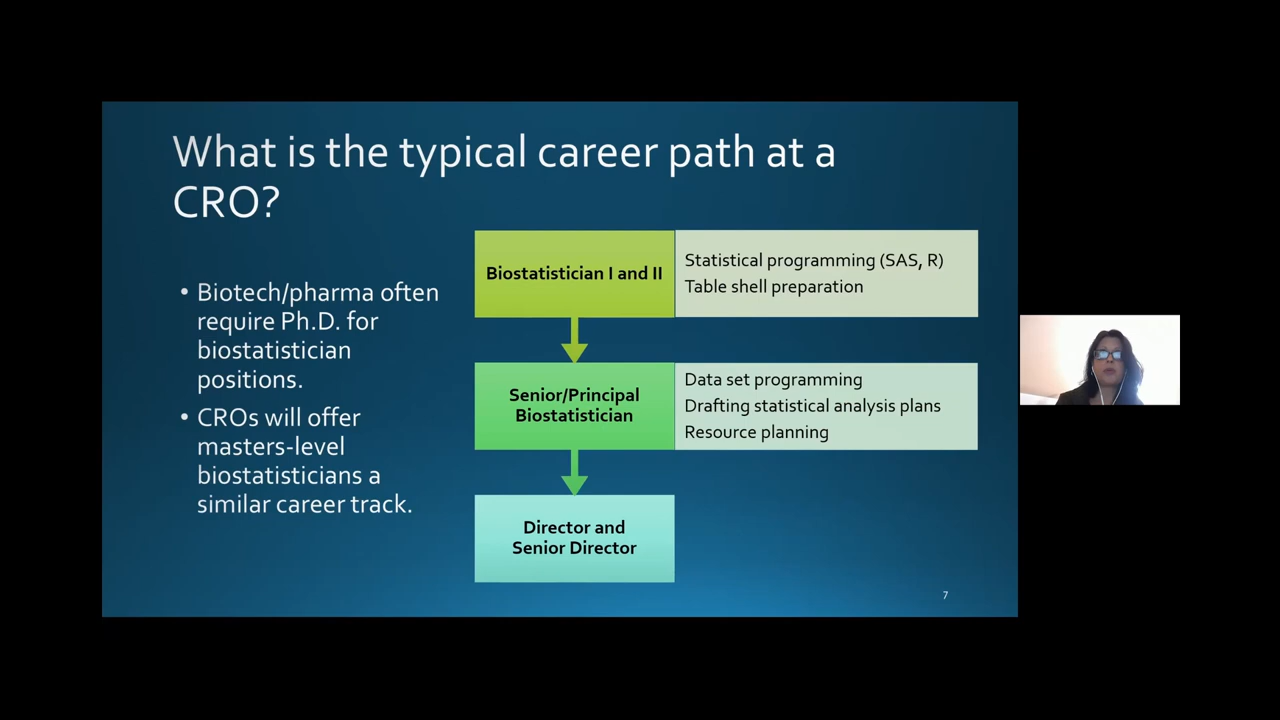 What is the typical career path at a
CRO?
• Biotech/pharma often
require Ph.D. for
biostatistician
positions.
• CROs will offer
masters-level
biostatisticians a
similar career track.
Biostatistician I and II
Statistical programming (SAS, R)
Table shell preparation
Senior/Principal
Biostatistician
Data set programming
Drafting statistical analysis plans
Resource planning
Director and
Senior Director
7